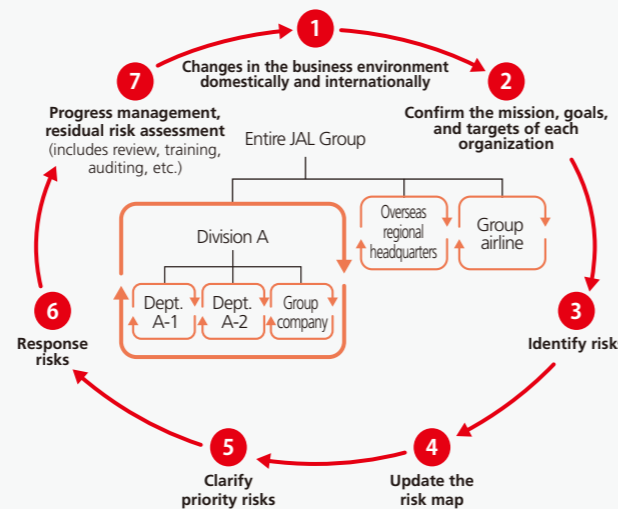 1
Changes in the business environment
domestically and internationally
2
Confirm the mission, goals,
and targets of each
organization
3
Identify risks
4
Update the
risk map
5
Clarify
priority risks
6
Response
risks
7
Progress management,
residual risk assessment
(includes review, training,
auditing, etc.)
Entire JAL Group
Division A
Dept.
A-1
Dept.
A-2
Group
company
Overseas
regional
headquarters
Group
airline